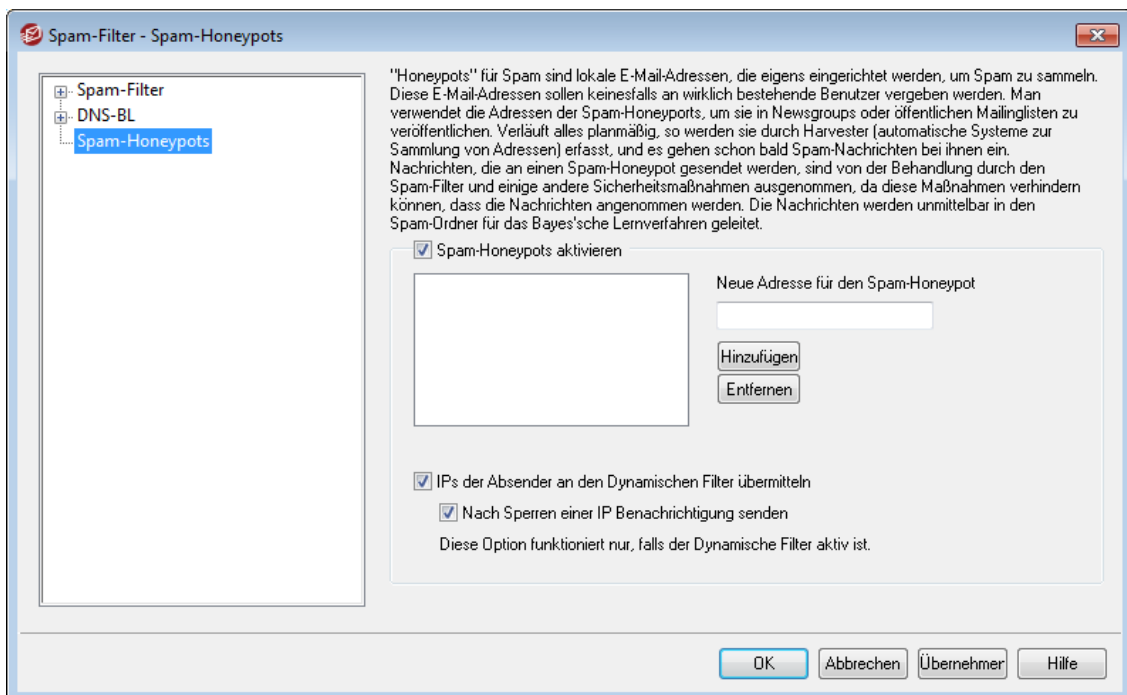 Spam-Filter - Spam-Honeypots
Spam-Filter
DNS-BL
Spam-Honeypots
"Honeypots" für Spam sind lokale E-Mail-Adressen, die eigens eingerichtet werden, um Spam zu sammeln.
Diese E-Mail-Adressen sollen keinesfalls an wirklich bestehende Benutzer vergeben werden. Man
verwendet die Adressen der Spam-Honeyports, um sie in Newsgroups oder öffentlichen Mailinglisten zu
veröffentlichen. Verläuft alles planmäßig, so werden sie durch Harvester (automatische Systeme zur
Sammlung von Adressen) erfasst, und es gehen schon bald Spam-Nachrichten bei ihnen ein.
Nachrichten, die an einen Spam-Honeypot gesendet werden, sind von der Behandlung durch den
Spam-Filter und einige andere Sicherheitsmaßnahmen ausgenommen, da diese Maßnahmen verhindern
können, dass die Nachrichten angenommen werden. Die Nachrichten werden unmittelbar in den
Spam-Ordner für das Bayes'sche Lernverfahren geleitet.
Spam-Honeypots aktivieren
Neue Adresse für den Spam-Honeypot
Hinzufügen
Entfernen
IPs der Absender an den Dynamischen Filter übermitteln
Nach Sperren einer IP Benachrichtigung senden
Diese Option funktioniert nur, falls der Dynamische Filter aktiv ist.
OK
Abbrechen
Übernehmer
Hilfe